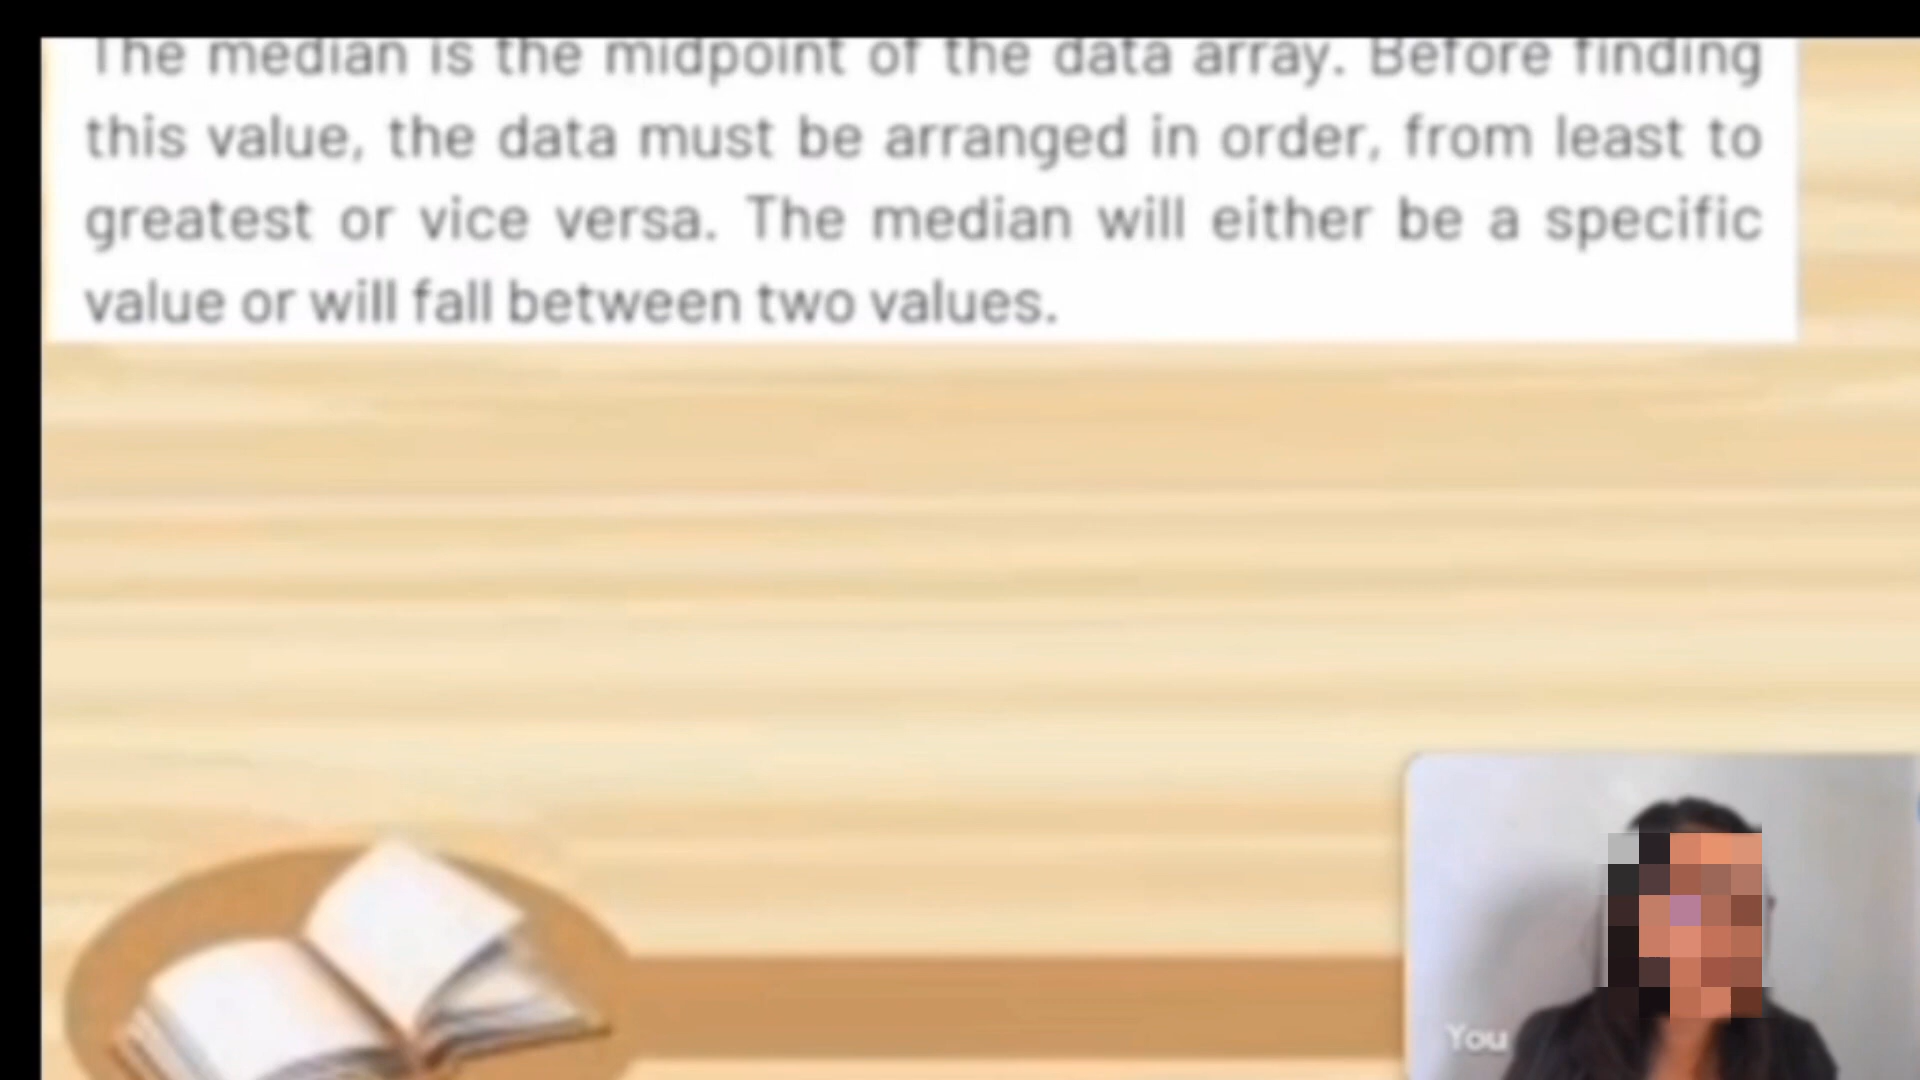 The median is the midpoint of the data array. Before finding
this value, the data must be arranged in order, from least to
greatest or vice versa. The median will either be a specific
value or will fall between two values.
You